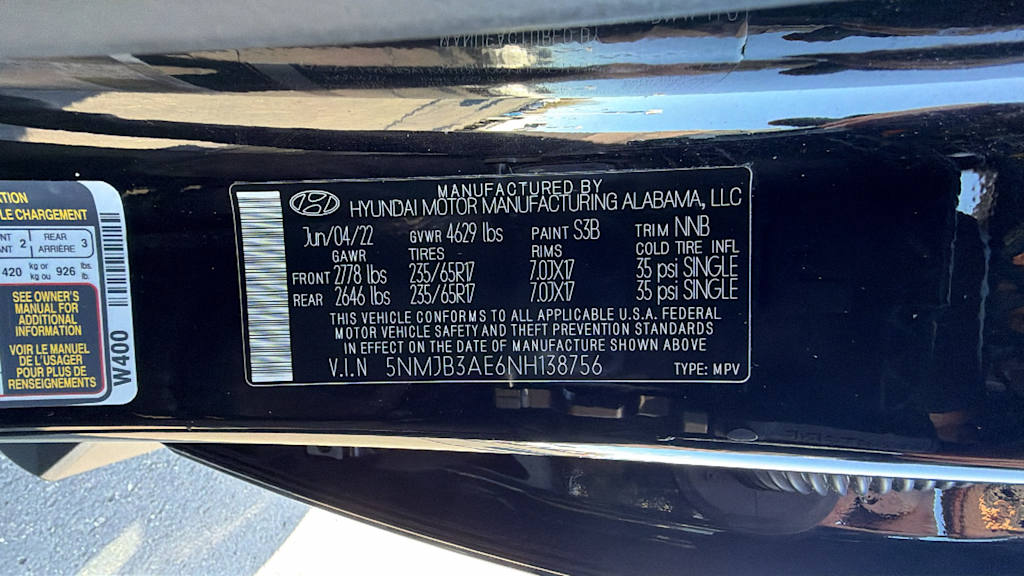 MANUFACTURED BY
MANUFACTURED BY
HYUNDAI MOTOR MANUFACTURING ALABAMA, LLC
Jun/04/22 GVWR 4629 lbs PAINT S3B TRIM NNB
GAWR TIRES RIMS COLD TIRE INFL
FRONT 2778 lbs 235/65R17 7.0JX17 35 psi SINGLE
REAR 2646 lbs 235/65R17 7.0JX17 35 psi SINGLE
THIS VEHICLE CONFORMS TO ALL APPLICABLE U.S.A. FEDERAL
MOTOR VEHICLE SAFETY AND THEFT PREVENTION STANDARDS
IN EFFECT ON THE DATE OF MANUFACTURE SHOWN ABOVE
V.I.N 5NMJB3AE6NH138756 TYPE: MPV
CHARGEMENT
2 REAR 3
ARRIÈRE
420 kg or 926 lbs.
kg ou lb.
SEE OWNER'S
MANUAL FOR
ADDITIONAL
INFORMATION
VOIR LE MANUEL
DE L'USAGER
POUR PLUS DE
RENSEIGNEMENTS
W400